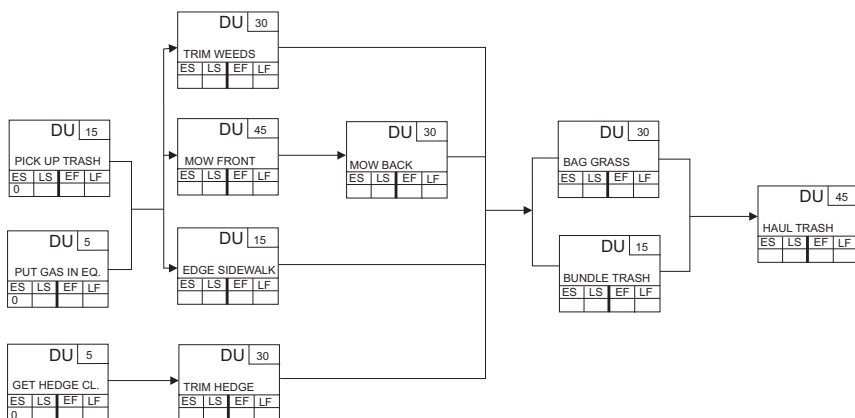 DU 30
TRIM WEEDS
ES LS EF LF
DU 15
PICK UP TRASH
ES LS EF LF
0
DU 45
MOW FRONT
ES LS EF LF
DU 30
MOW BACK
ES LS EF LF
DU 30
BAG GRASS
ES LS EF LF
DU 45
HAUL TRASH
ES LS EF LF
DU 5
PUT GAS IN EQ.
ES LS EF LF
0
DU 15
EDGE SIDEWALK
ES LS EF LF
DU 15
BUNDLE TRASH
ES LS EF LF
DU 5
GET HEDGE CL.
ES LS EF LF
0
DU 30
TRIM HEDGE
ES LS EF LF